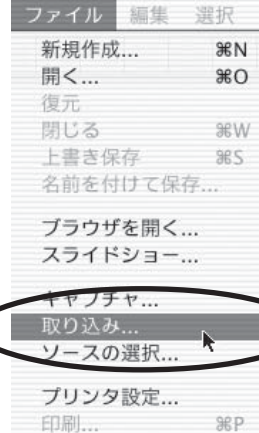 ファイル 編集 選択
新規作成... ⌘N
開く... ⌘O
復元
閉じる ⌘W
上書き保存 ⌘S
名前を付けて保存...
ブラウザを開く...
スライドショー...
キャプチャ...
取り込み...
ソースの選択...
プリンタ設定...
印刷... ⌘P